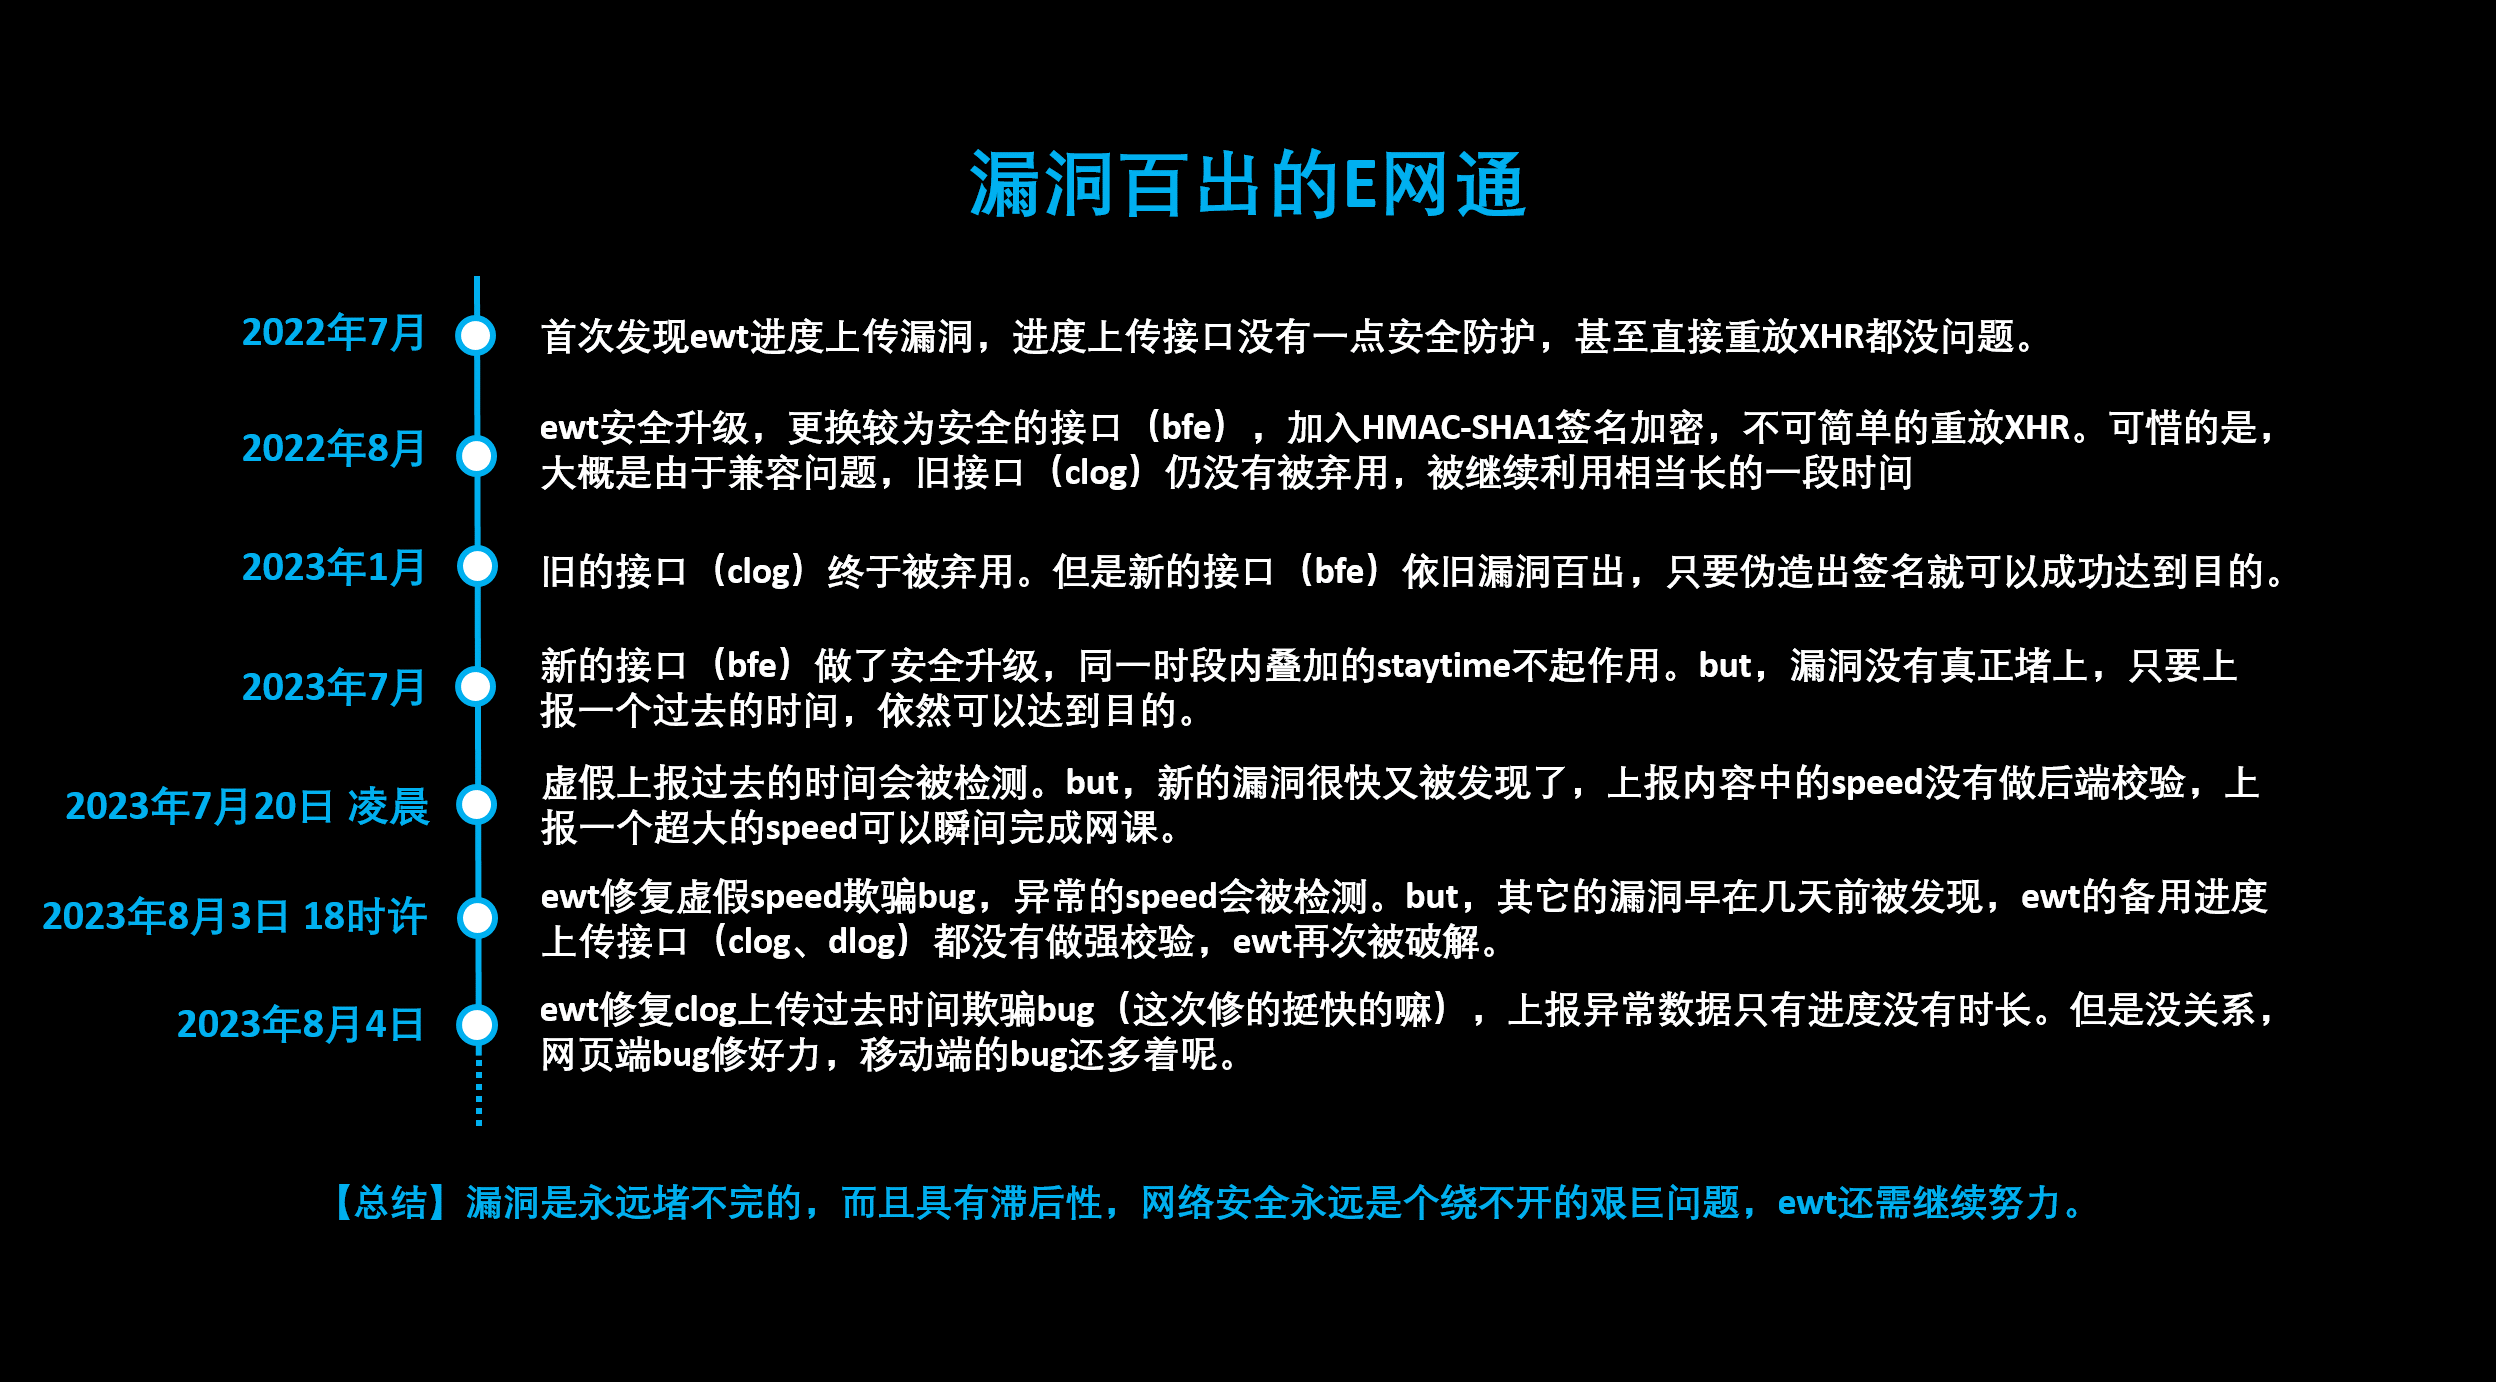 漏洞百出的E网通
2022年7月
首次发现ewt进度上传漏洞，进度上传接口没有一点安全防护，甚至直接重放XHR都没问题。
2022年8月
ewt安全升级，更换较为安全的接口（bfe），加入HMAC-SHA1签名加密，不可简单的重放XHR。可惜的是，
大概是由于兼容问题，旧接口（clog）仍没有被弃用，被继续利用相当长的一段时间
2023年1月
旧的接口（clog）终于被弃用。但是新的接口（bfe）依旧漏洞百出，只要伪造出签名就可以成功达到目的。
2023年7月
新的接口（bfe）做了安全升级，同一时段内叠加的staytime不起作用。but，漏洞没有真正堵上，只要上
报一个过去的时间，依然可以达到目的。
2023年7月20日 凌晨
虚假上报过去的时间会被检测。but，新的漏洞很快又被发现了，上报内容中的speed没有做后端校验，上
报一个超大的speed可以瞬间完成网课。
2023年8月3日 18时许
ewt修复虚假speed欺骗bug，异常的speed会被检测。but，其它的漏洞早在几天前被发现，ewt的备用进度
上传接口（clog、dlog）都没有做强校验，ewt再次被破解。
2023年8月4日
ewt修复clog上传过去时间欺骗bug（这次修的挺快的嘛），上报异常数据只有进度没有时长。但是没关系，
网页端bug修好力，移动端的bug还多着呢。
【总结】漏洞是永远堵不完的，而且具有滞后性，网络安全永远是个绕不开的艰巨问题，ewt还需继续努力。